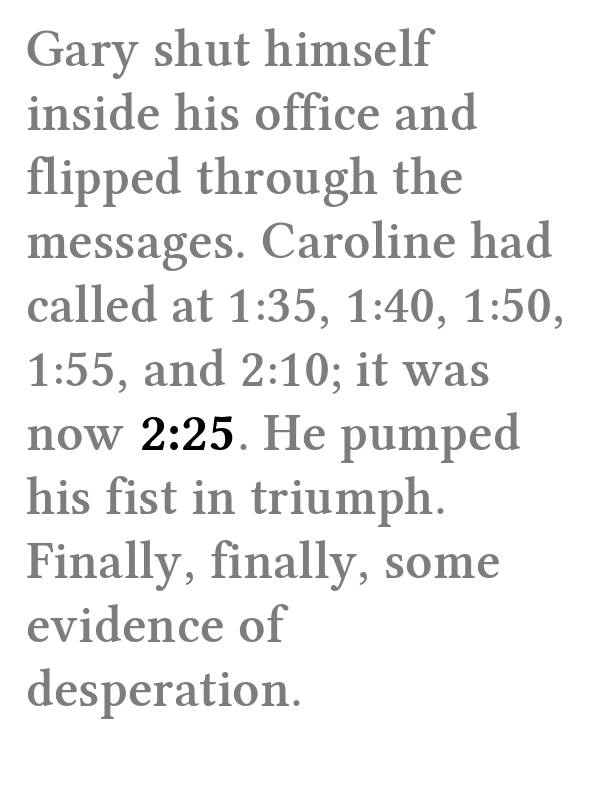 Gary shut himself
inside his office and
flipped through the
messages. Caroline had
called at 1:35, 1:40, 1:50,
1:55, and 2:10; it was
now 2:25. He pumped
his fist in triumph.
Finally, finally, some
evidence of
desperation.